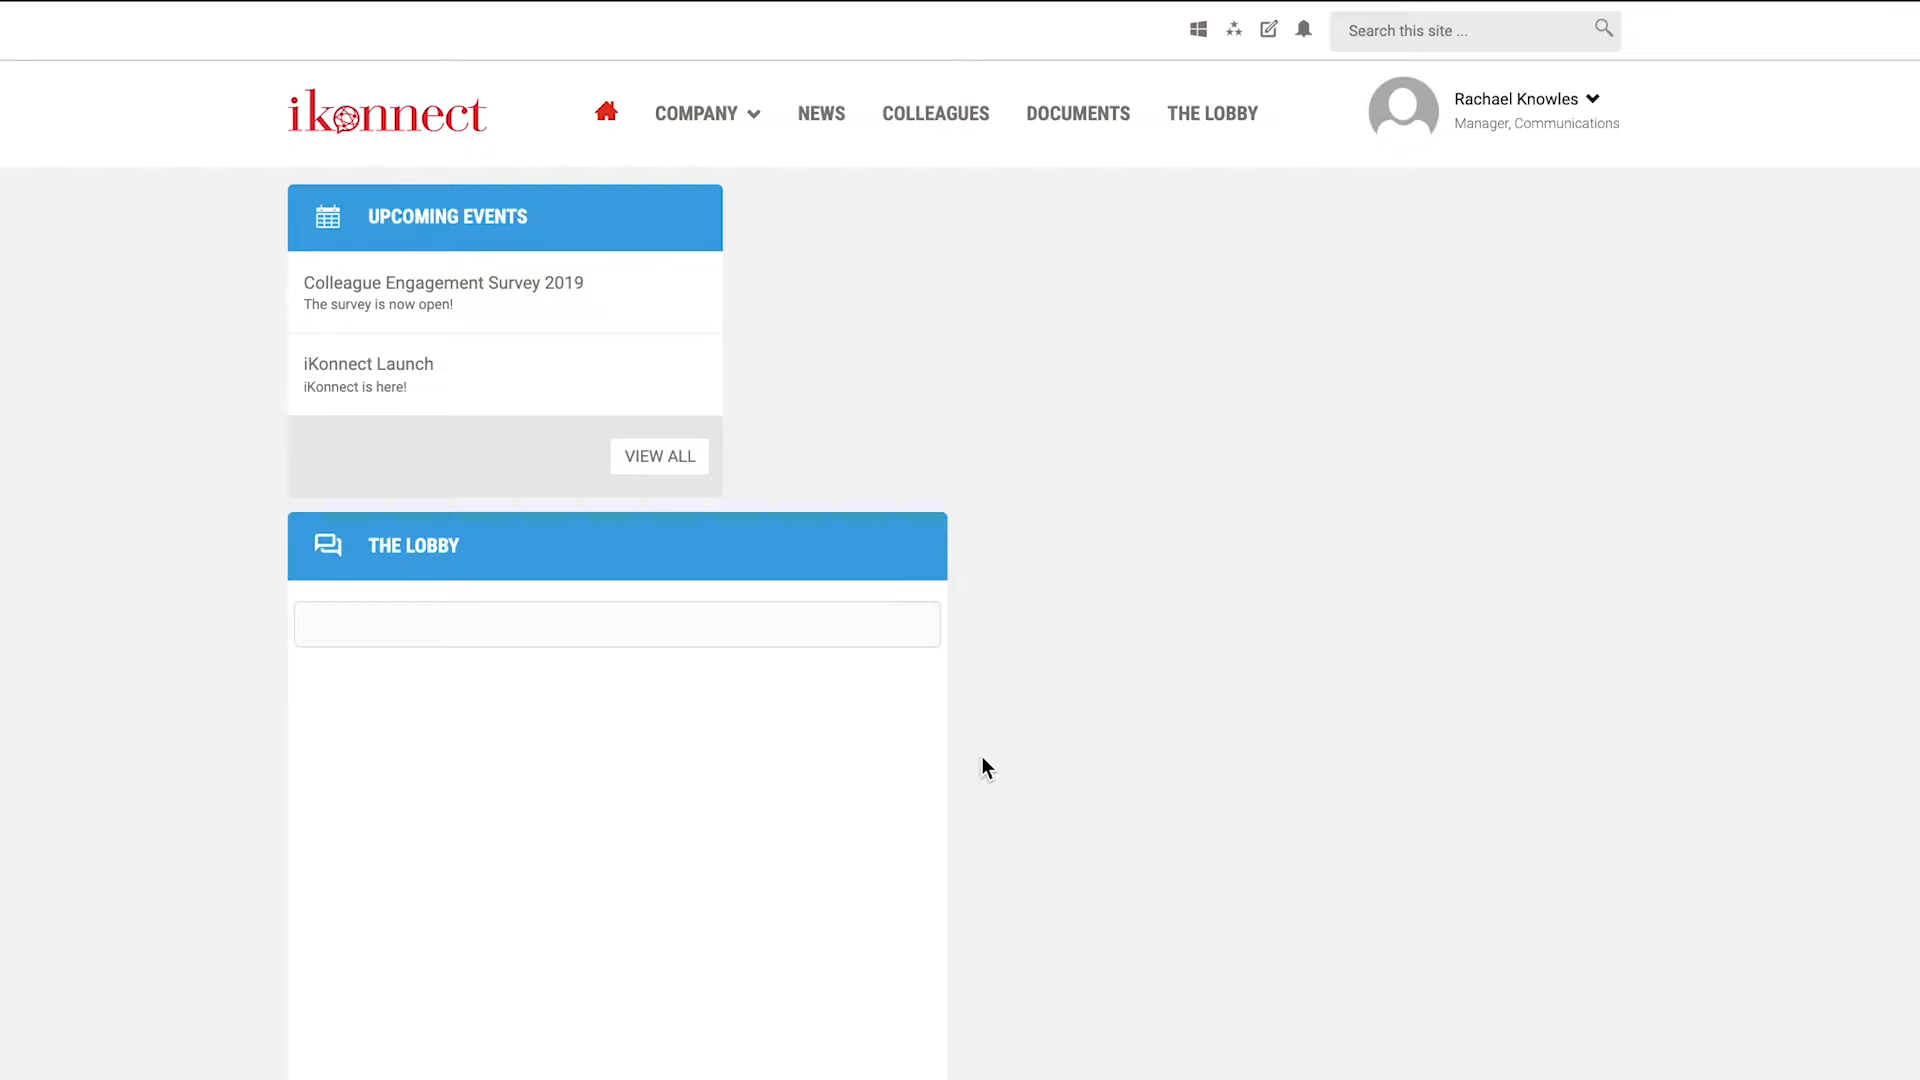 Search this site ...
ikonnect
COMPANY
NEWS
COLLEAGUES
DOCUMENTS
THE LOBBY
Rachael Knowles
Manager, Communications
UPCOMING EVENTS
Colleague Engagement Survey 2019
The survey is now open!
iKonnect Launch
iKonnect is here!
VIEW ALL
THE LOBBY